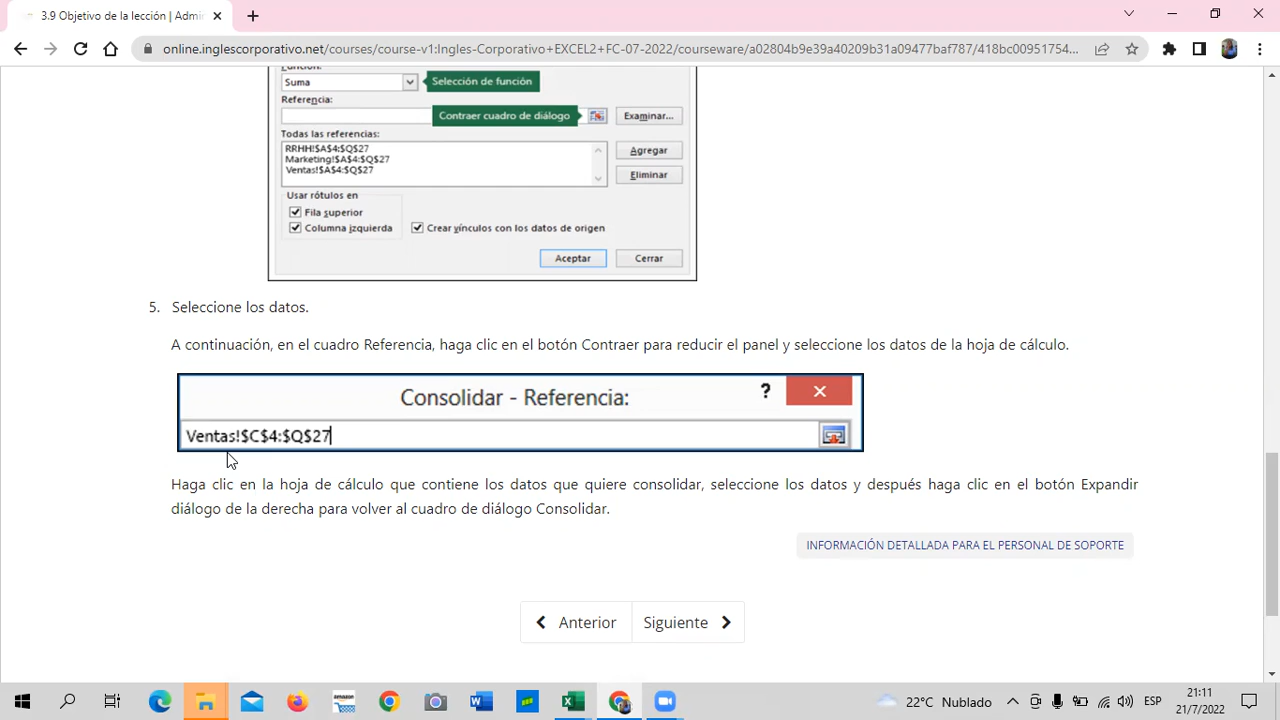 3.9 Objetivo de la lección | Admi
online.inglescorporativo.net/courses/course-v1:Ingles-Corporativo+EXCEL2+FC-07-2022/courseware/a02804b9e39a40209b31a09477baf787/418bc00951754...
Función:
Suma
Selección de función
Referencia:
Contraer cuadro de diálogo
Examinar...
Todas las referencias:
RRHH!$A$4:$Q$27
Marketing!$A$4:$Q$27
Ventas!$A$4:$Q$27
Agregar
Eliminar
Usar rótulos en
Fila superior
Columna izquierda
Crear vínculos con los datos de origen
Aceptar
Cerrar
5. Seleccione los datos.
A continuación, en el cuadro Referencia, haga clic en el botón Contraer para reducir el panel y seleccione los datos de la hoja de cálculo.
Consolidar - Referencia:
?
Ventas!$C$4:$Q$27
Haga clic en la hoja de cálculo que contiene los datos que quiere consolidar, seleccione los datos y después haga clic en el botón Expandir
diálogo de la derecha para volver al cuadro de diálogo Consolidar.
INFORMACIÓN DETALLADA PARA EL PERSONAL DE SOPORTE
Anterior
Siguiente
amazon
22°C Nublado
ESP
21:11
21/7/2022